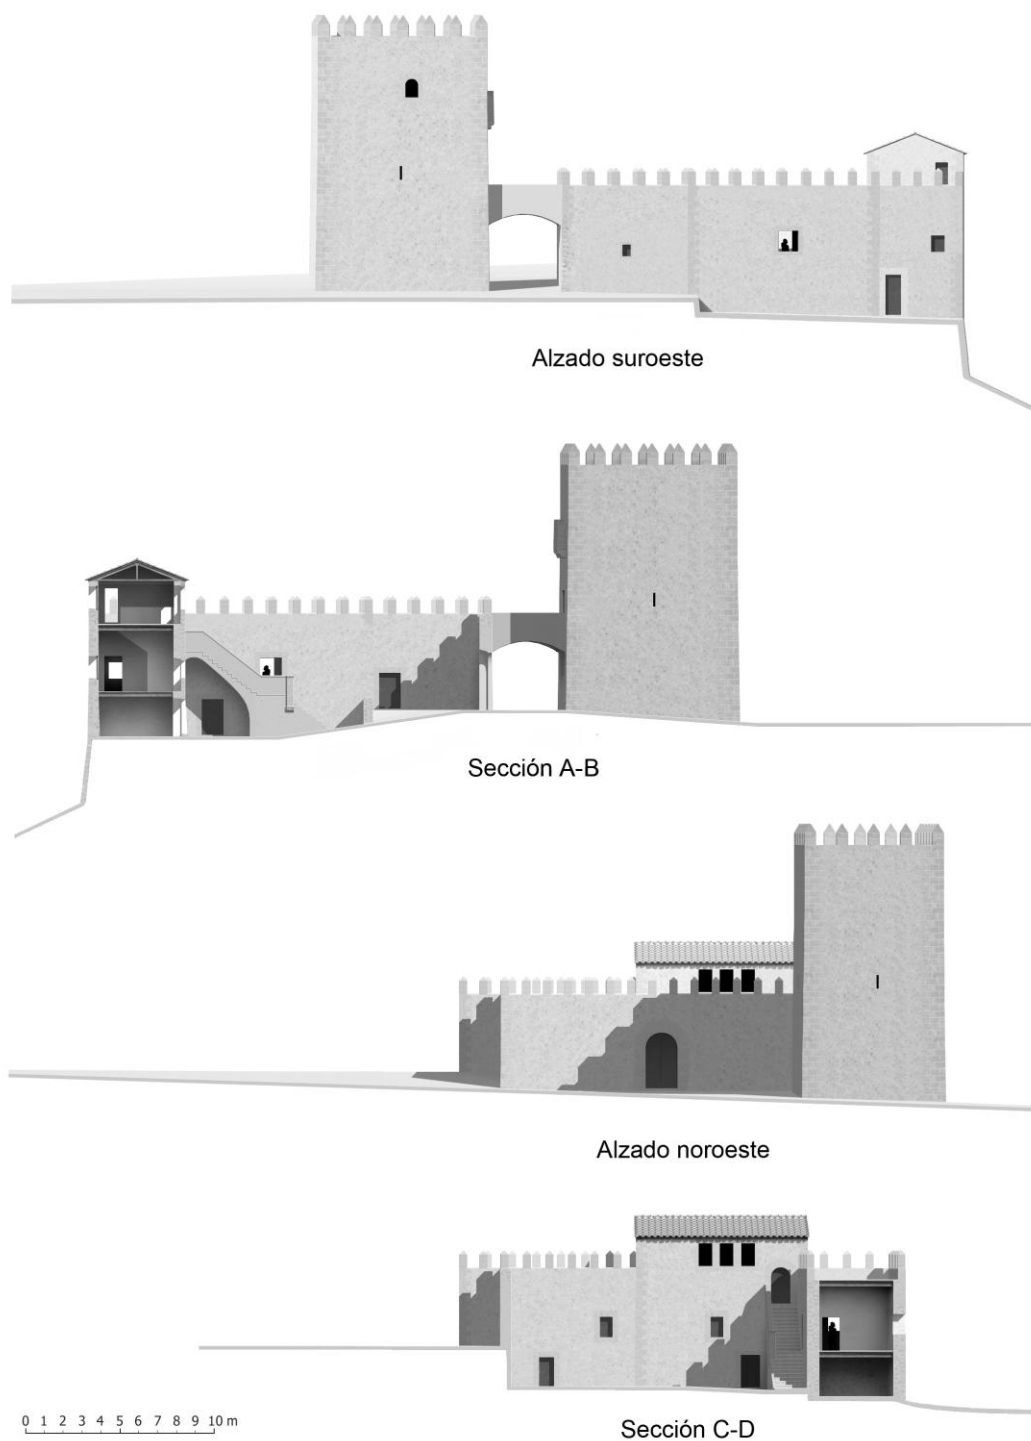 Alzado suroeste
Sección A-B
Alzado noroeste
0 1 2 3 4 5 6 7 8 9 10 m
Sección C-D